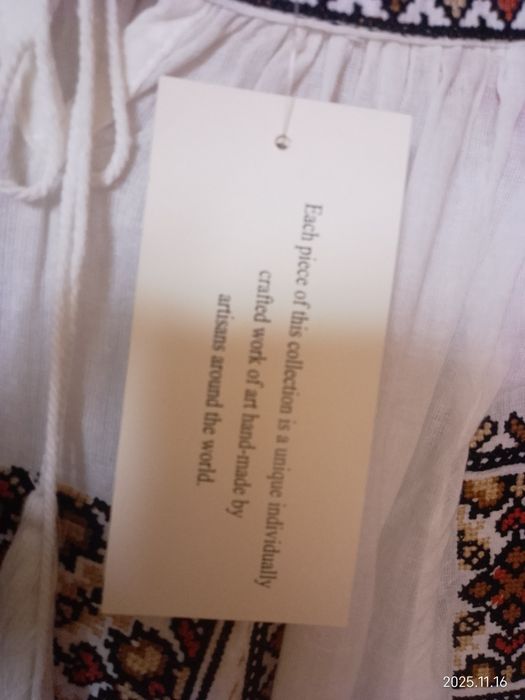 Each piece of this collection is a unique individually
crafted work of art hand-made by
artisans around the world.
2025.11.16